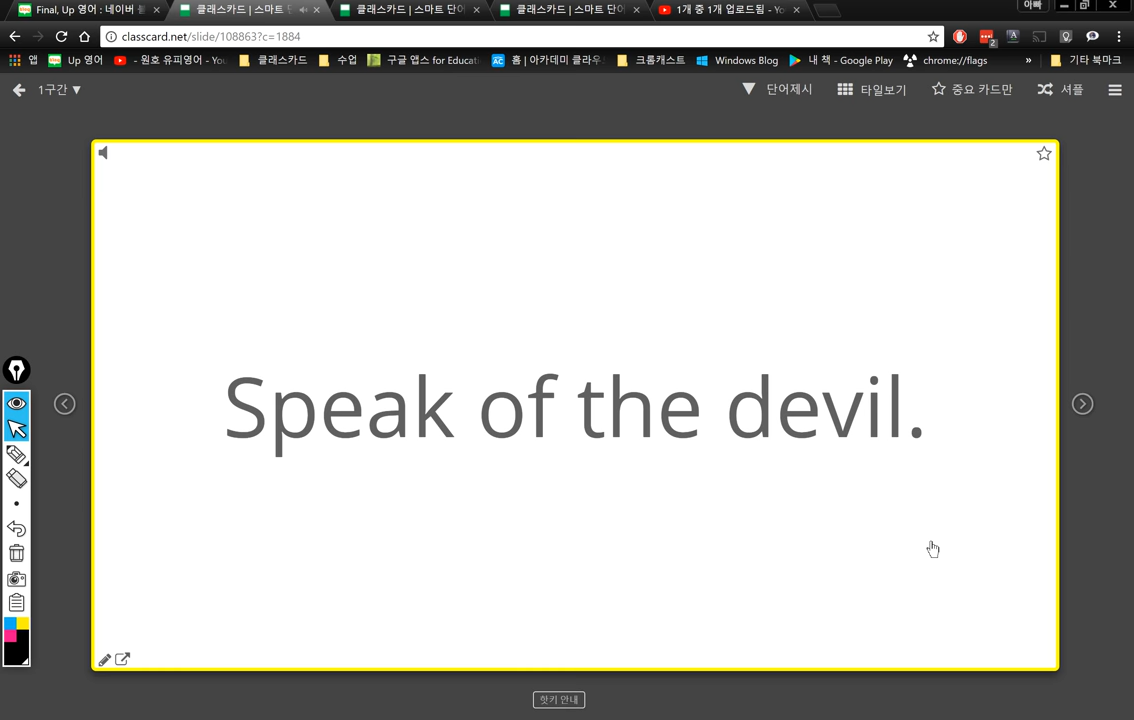 Final, Up 영어 : 네이버 블
클래스카드 | 스마트 단
클래스카드 | 스마트 단어
클래스카드 | 스마트 단어
1개 중 1개 업로드됨 - Yo
아빠
classcard.net/slide/108863?c=1884
2
앱
Up 영어
- 원호 유피영어 - You
클래스카드
수업
구글 앱스 for Educati
홈 | 아카데미 클라우
크롬캐스트
Windows Blog
내 책 - Google Play
chrome://flags
»
기타 북마크
1구간 ▼
▼ 단어제시
타일보기
중요 카드만
셔플
Speak of the devil.
핫키 안내